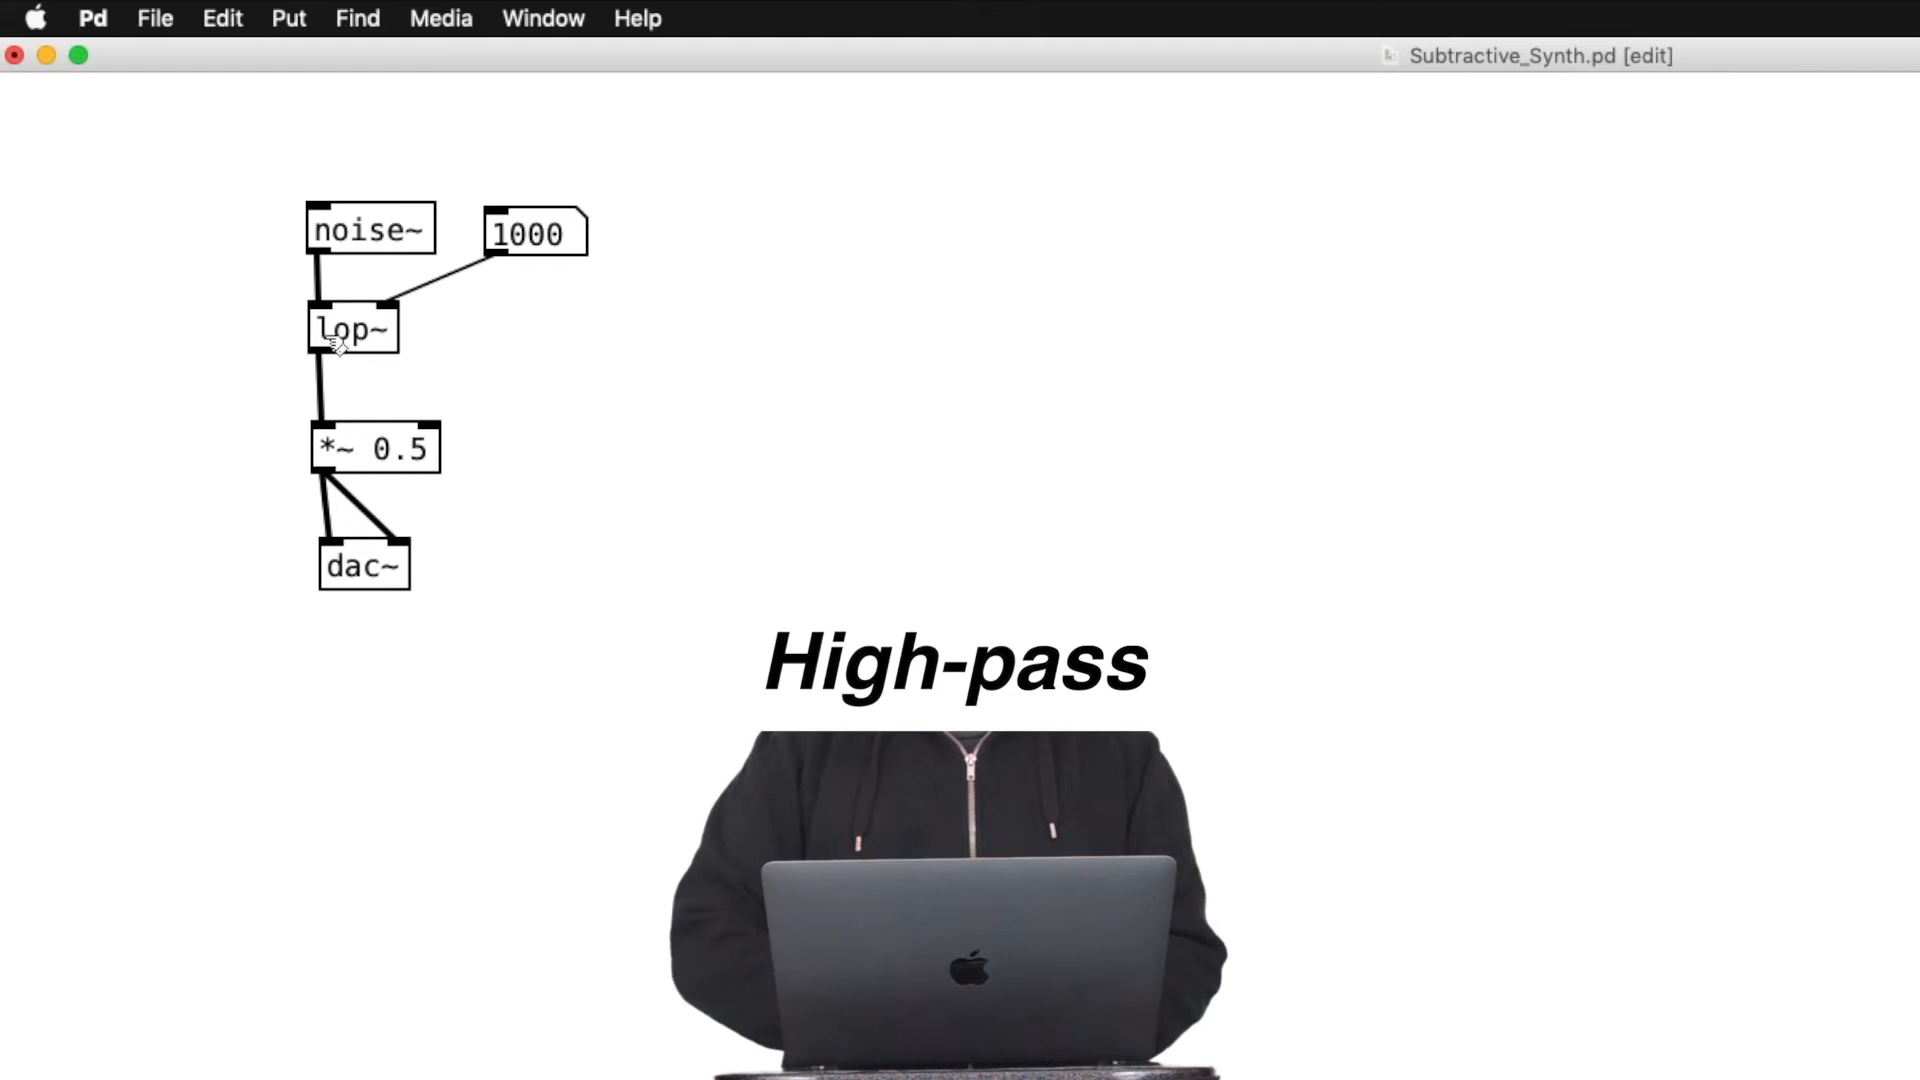 Pd File Edit Put Find Media Window Help
Subtractive_Synth.pd [edit]
noise~
1000
lop~
*~ 0.5
dac~
High-pass